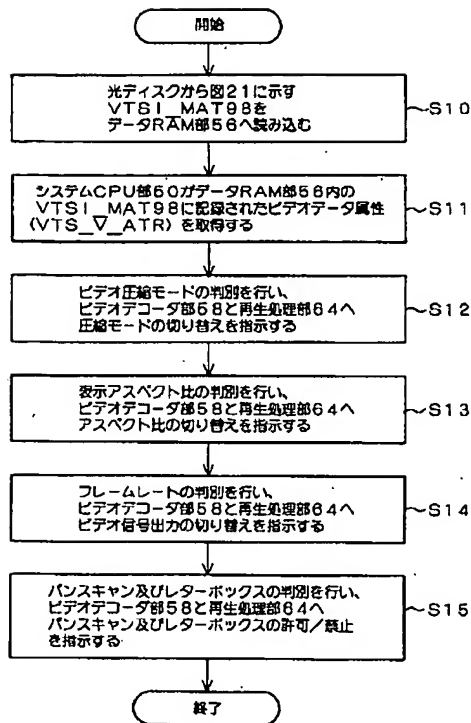 開始
光ディスクから図21に示す
VTSI_MAT98を
データRAM部56へ読み込む
~S10
システムCPU部50がデータRAM部56内の
VTSI_MAT98に記録されたビデオデータ属性
(VTS_V_ATR)を取得する
~S11
ビデオ圧縮モードの判別を行い、
ビデオデコーダ部58と再生処理部64へ
圧縮モードの切り替えを指示する
~S12
表示アスペクト比の判別を行い、
ビデオデコーダ部58と再生処理部64へ
アスペクト比の切り替えを指示する
~S13
フレームレートの判別を行い、
ビデオデコーダ部58と再生処理部64へ
ビデオ信号出力の切り替えを指示する
~S14
パンスキャン及びレターボックスの判別を行い、
ビデオデコーダ部58と再生処理部64へ
パンスキャン及びレターボックスの許可/禁止
を指示する
~S15
終了